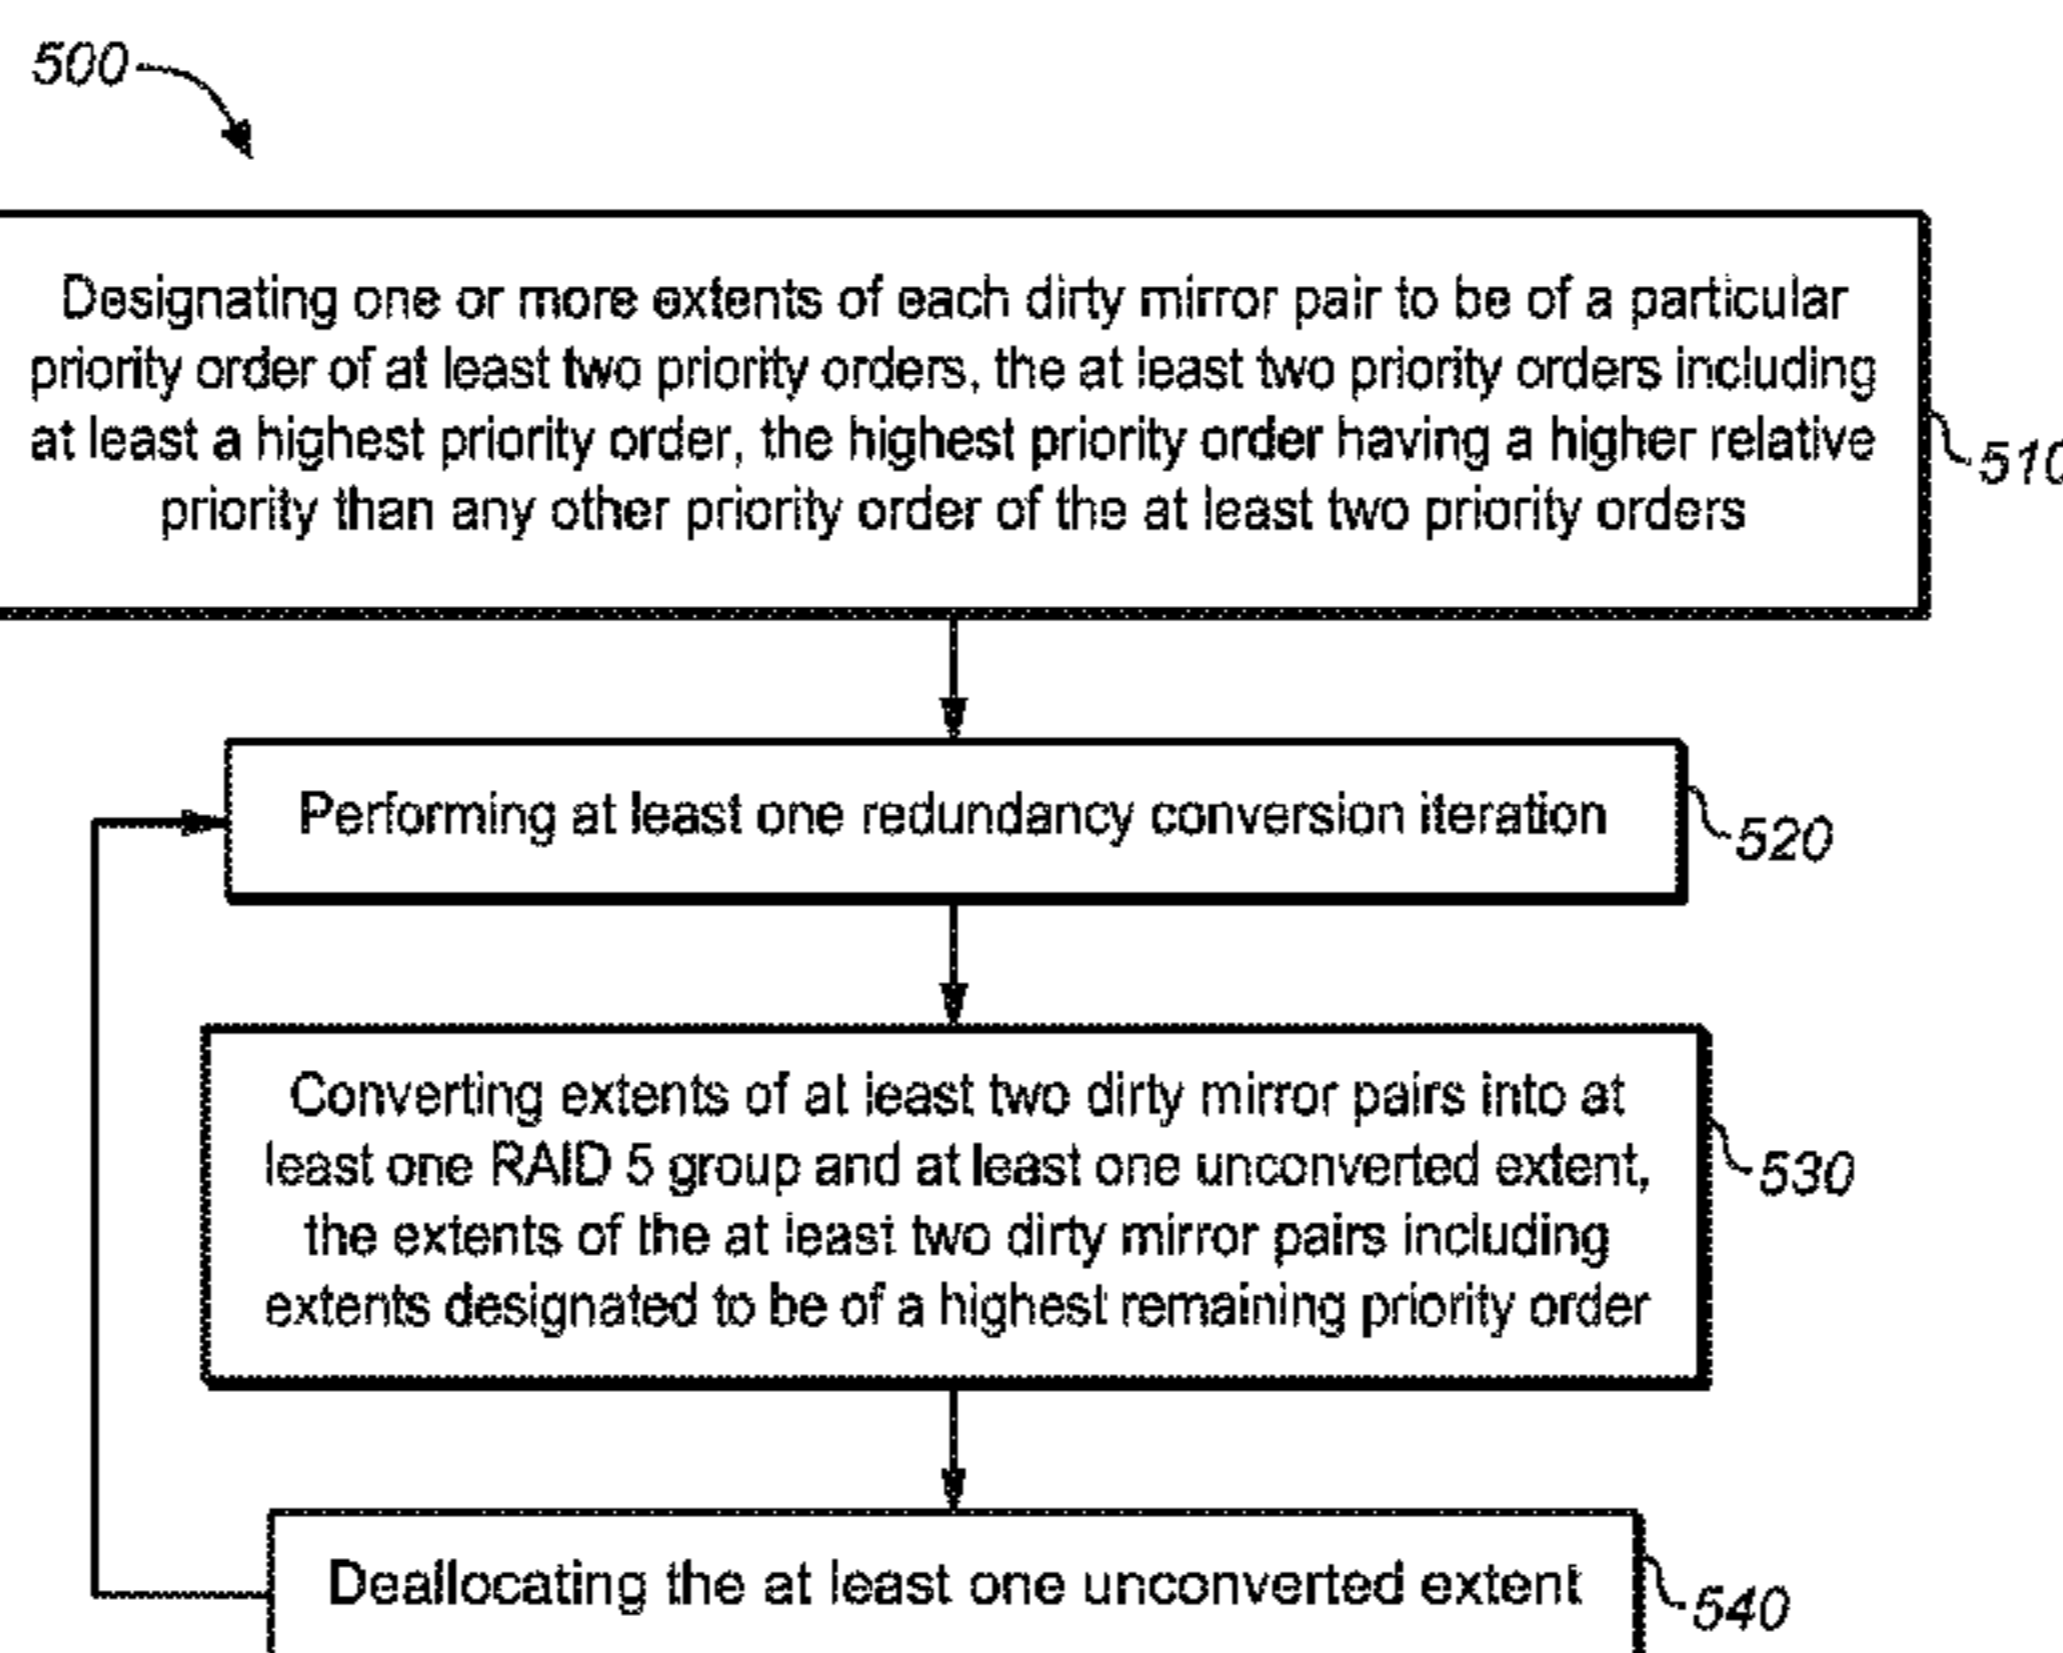 500
Designating one or more extents of each dirty mirror pair to be of a particular
priority order of at least two priority orders, the at least two priority orders including
at least a highest priority order, the highest priority order having a higher relative
priority than any other priority order of the at least two priority orders
510
Performing at least one redundancy conversion iteration
520
Converting extents of at least two dirty mirror pairs into at
least one RAID 5 group and at least one unconverted extent,
the extents of the at least two dirty mirror pairs including
extents designated to be of a highest remaining priority order
530
Deallocating the at least one unconverted extent
540